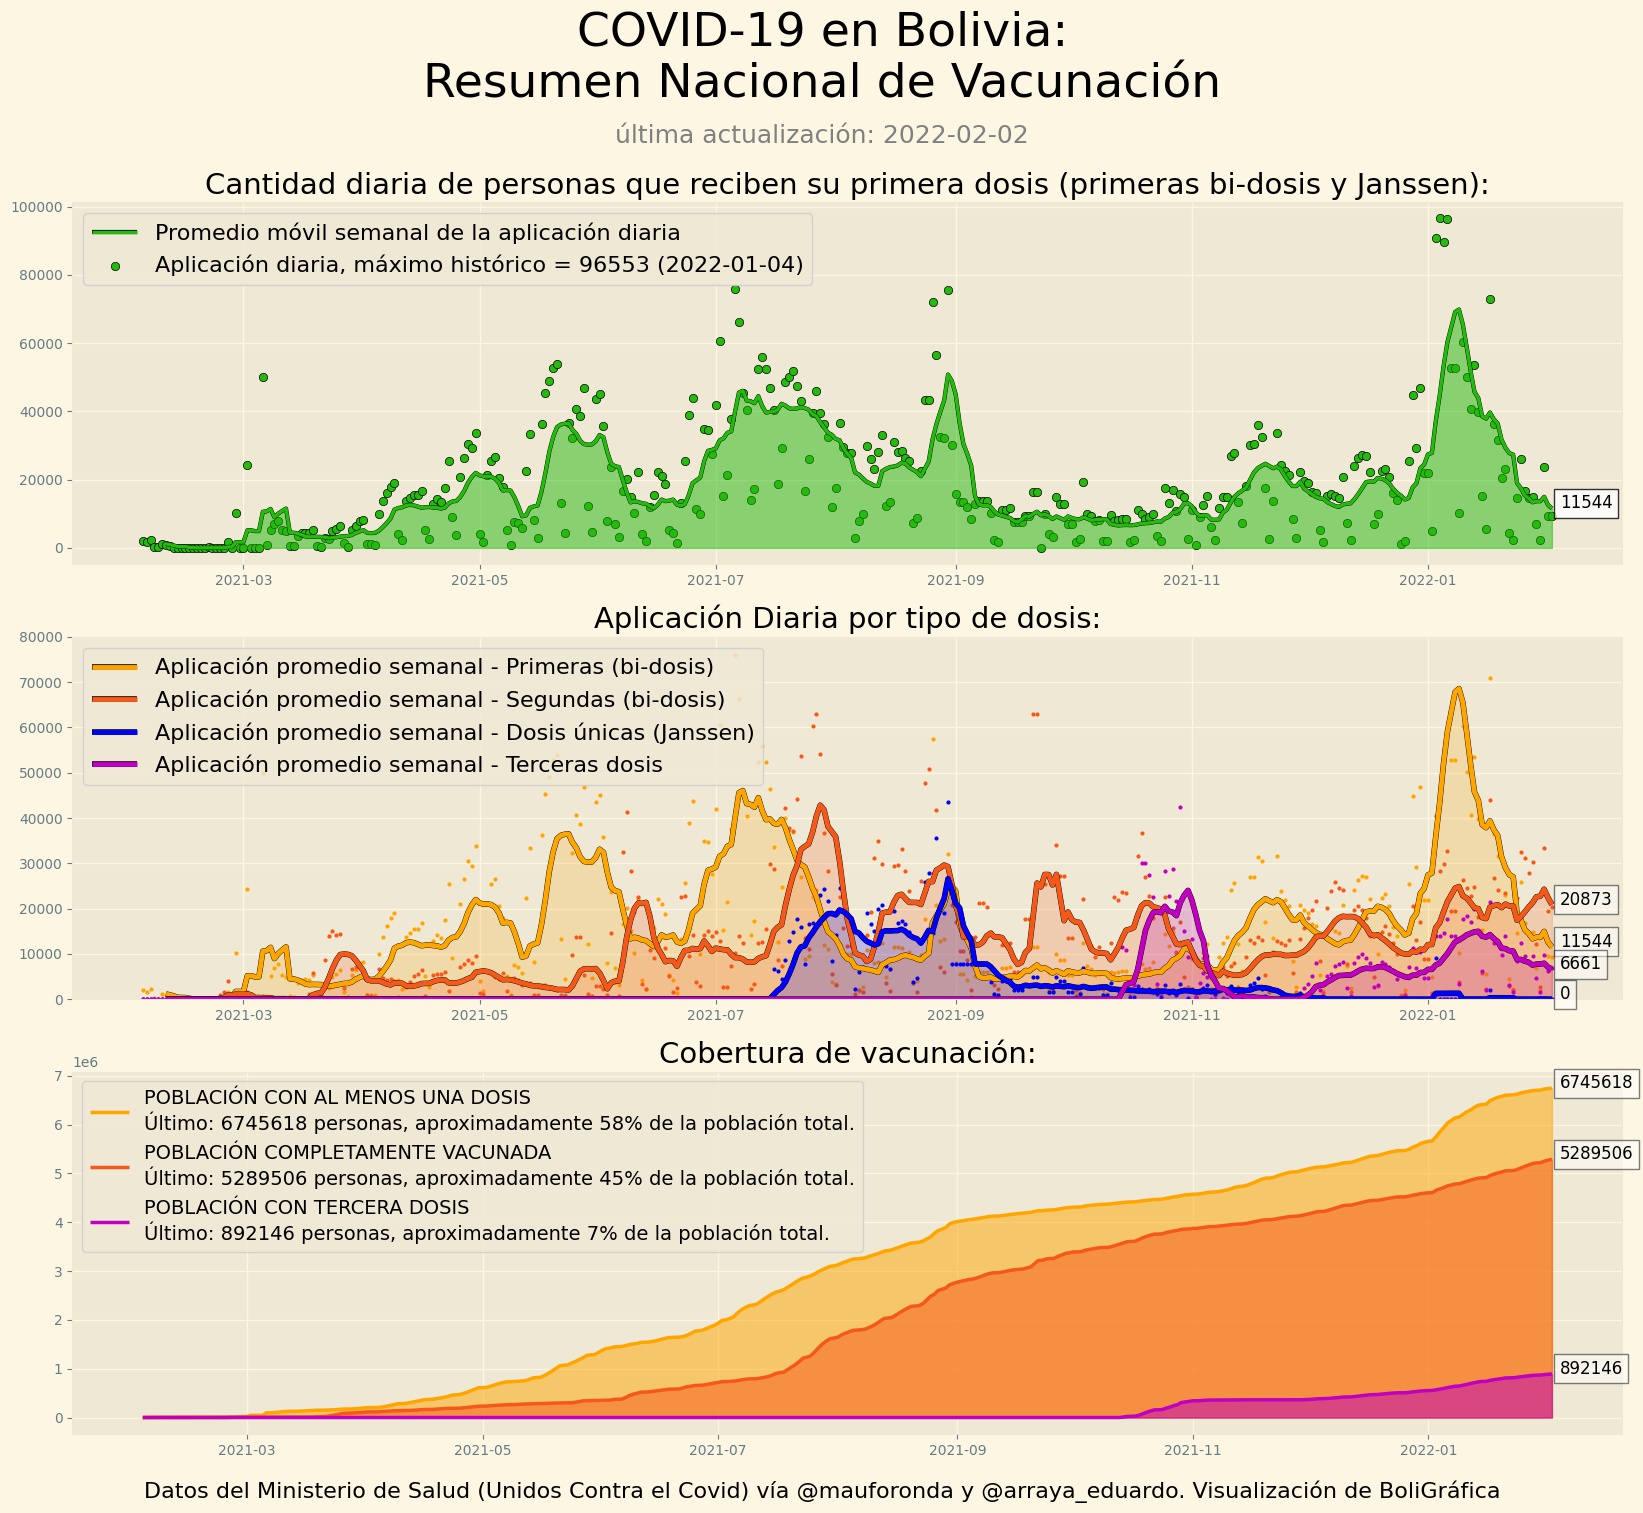 COVID-19 en Bolivia:
Resumen Nacional de Vacunación
última actualización: 2022-02-02
Cantidad diaria de personas que reciben su primera dosis (primeras bi-dosis y Janssen):
100000
80000
60000
40000
20000
0
Promedio móvil semanal de la aplicación diaria
Aplicación diaria, máximo histórico = 96553 (2022-01-04)
11544
2021-03 2021-05 2021-07 2021-09 2021-11 2022-01
Aplicación Diaria por tipo de dosis:
80000
70000
60000
50000
40000
30000
20000
10000
0
Aplicación promedio semanal - Primeras (bi-dosis)
Aplicación promedio semanal - Segundas (bi-dosis)
Aplicación promedio semanal - Dosis únicas (Janssen)
Aplicación promedio semanal - Terceras dosis
20873
11544
6661
0
2021-03 2021-05 2021-07 2021-09 2021-11 2022-01
Cobertura de vacunación:
1e6
7
6
5
4
3
2
1
0
POBLACIÓN CON AL MENOS UNA DOSIS
Último: 6745618 personas, aproximadamente 58% de la población total.
POBLACIÓN COMPLETAMENTE VACUNADA
Último: 5289506 personas, aproximadamente 45% de la población total.
POBLACIÓN CON TERCERA DOSIS
Último: 892146 personas, aproximadamente 7% de la población total.
6745618
5289506
892146
2021-03 2021-05 2021-07 2021-09 2021-11 2022-01
Datos del Ministerio de Salud (Unidos Contra el Covid) vía @mauforonda y @arraya_eduardo. Visualización de BoliGráfica